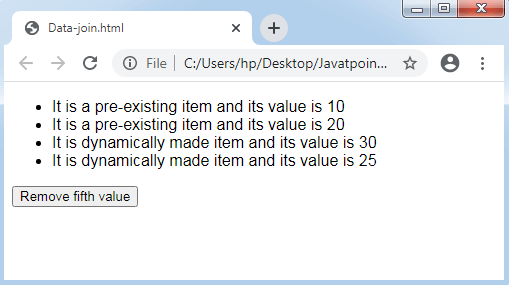 Data-join.html
File
C:/Users/hp/Desktop/Javatpoin...
It is a pre-existing item and its value is 10
It is a pre-existing item and its value is 20
It is dynamically made item and its value is 30
It is dynamically made item and its value is 25
Remove fifth value